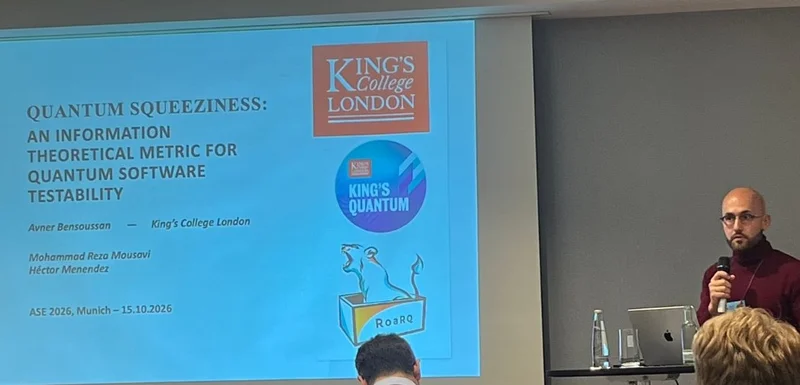 QUANTUM SQUEEZINESS:
AN INFORMATION
THEORETICAL METRIC FOR
QUANTUM SOFTWARE
TESTABILITY
Avner Bensoussan — King's College London
Mohammad Reza Mousavi
Héctor Menendez
ASE 2026, Munich – 15.10.2026
KING'S
College
LONDON
KING'S
QUANTUM
RoaRQ